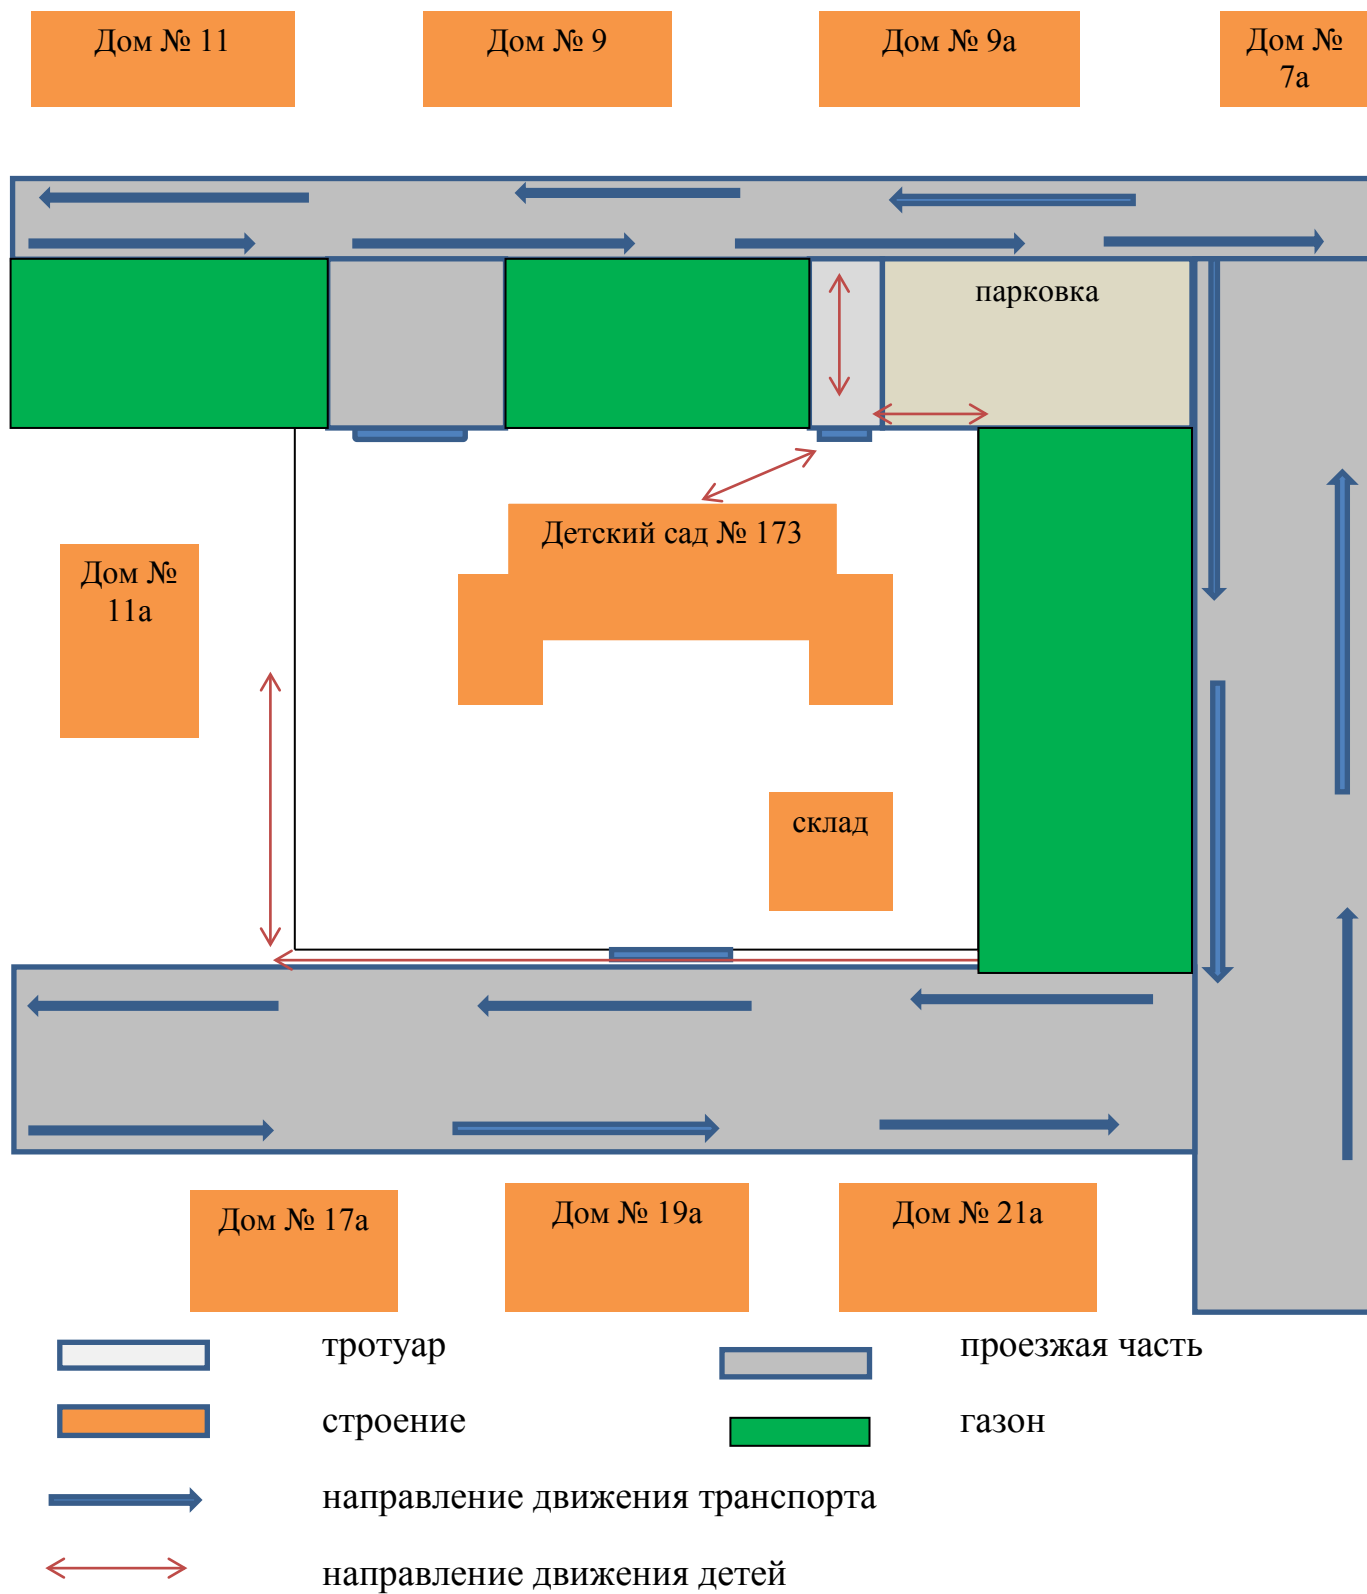 Дом № 11
Дом № 9
Дом № 9а
Дом №
7а
парковка
Детский сад № 173
Дом №
11а
склад
Дом № 17а
Дом № 19а
Дом № 21а
тротуар
проезжая часть
строение
газон
направление движения транспорта
направление движения детей